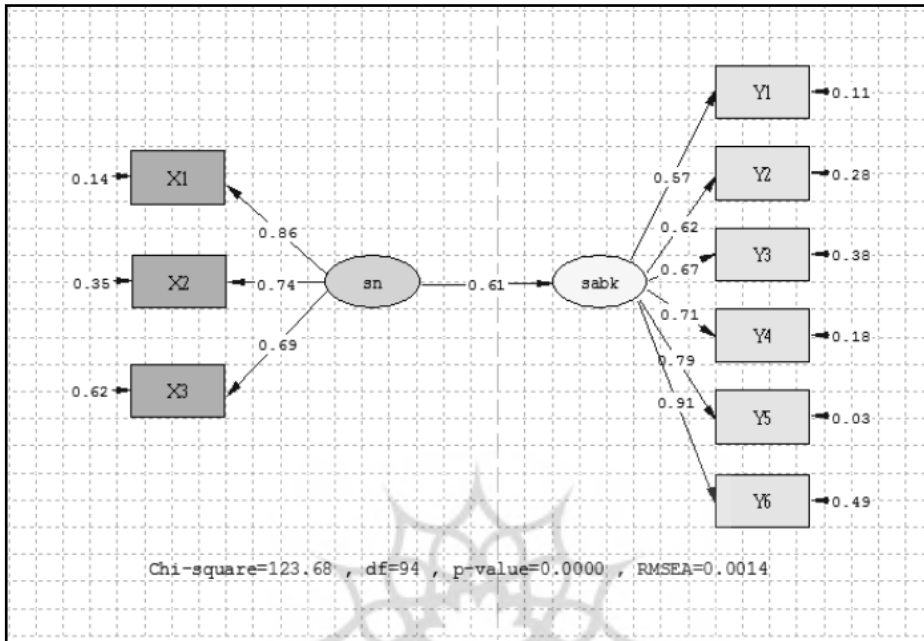 Y1
0.11
0.57
X1
0.14
0.86
Y2
0.28
0.62
Y3
0.38
0.67
X2
0.35
0.74
sn
0.61
sabk
Y4
0.18
0.71
0.69
0.79
X3
0.62
Y5
0.03
0.91
Y6
0.49
Chi-square=123.68 , df=94 , p-value=0.0000 , RMSEA=0.0014